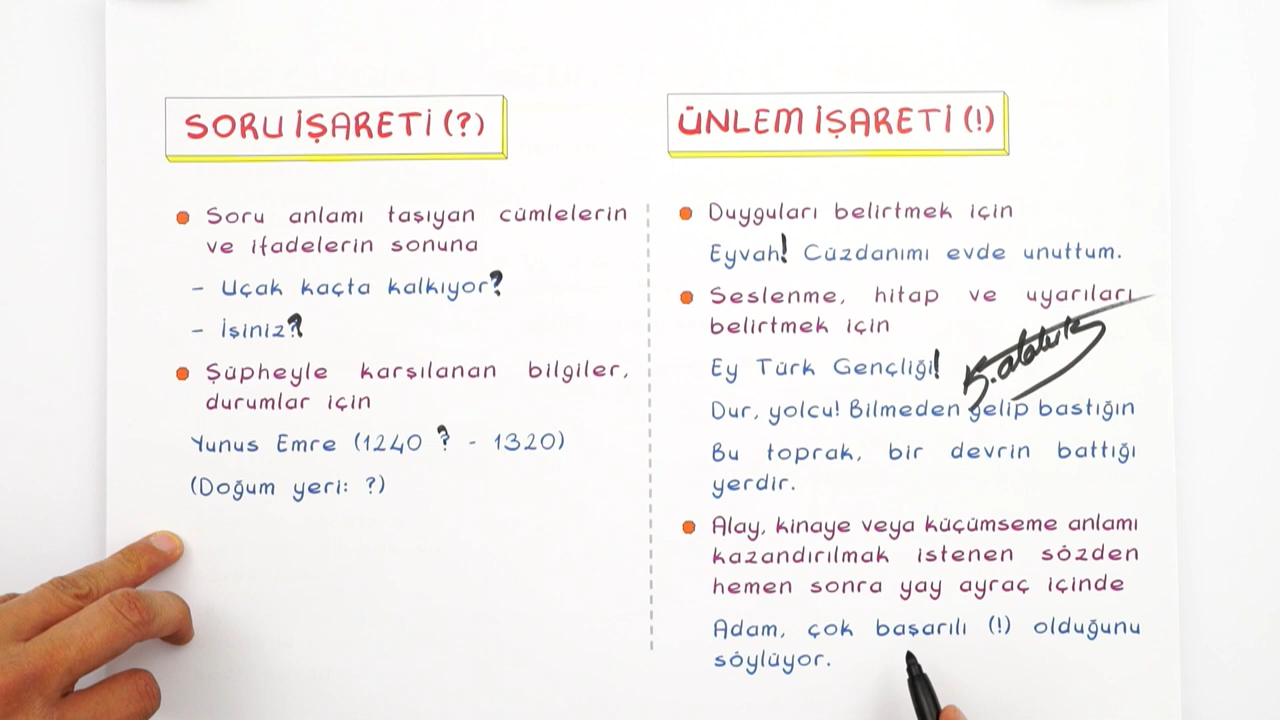 SORU İŞARETİ (?)
Soru anlamı taşıyan cümlelerin
ve ifadelerin sonuna
- Uçak kaçta kalkıyor?
- İşiniz?
Şüpheyle karşılanan bilgiler,
durumlar için
Yunus Emre (1240 ? - 1320)
(Doğum yeri: ?)
ÜNLEM İŞARETİ (!)
Duyguları belirtmek için
Eyvah! Cüzdanımı evde unuttum.
Seslenme, hitap ve uyarıları
belirtmek için
Ey Türk Gençliği!
K. Atatürk
Dur, yolcu! Bilmeden gelip bastığın
Bu toprak, bir devrin battığı
yerdir.
Alay, kinaye veya küçümseme anlamı
kazandırılmak istenen sözden
hemen sonra yay ayraç içinde
Adam, çok başarılı (!) olduğunu
söylüyor.